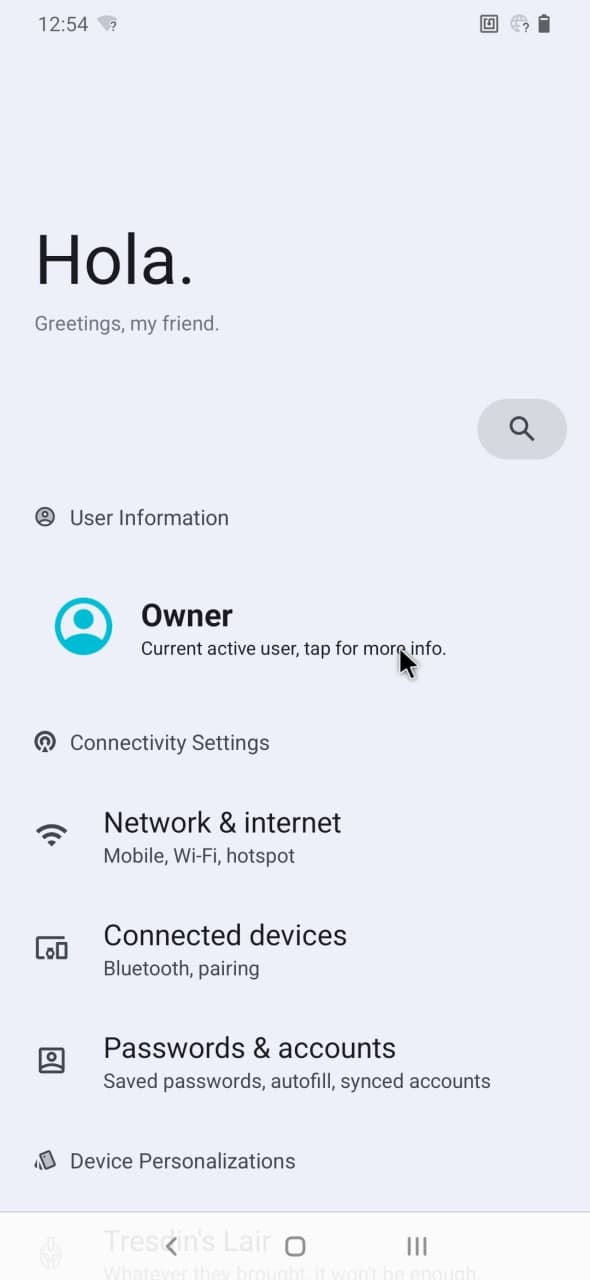 12:54
Hola.
Greetings, my friend.
User Information
Owner
Current active user, tap for more info.
Connectivity Settings
Network & internet
Mobile, Wi-Fi, hotspot
Connected devices
Bluetooth, pairing
Passwords & accounts
Saved passwords, autofill, synced accounts
Device Personalizations
Tresdin's Lair
Whatever they brought, it won't be enough.